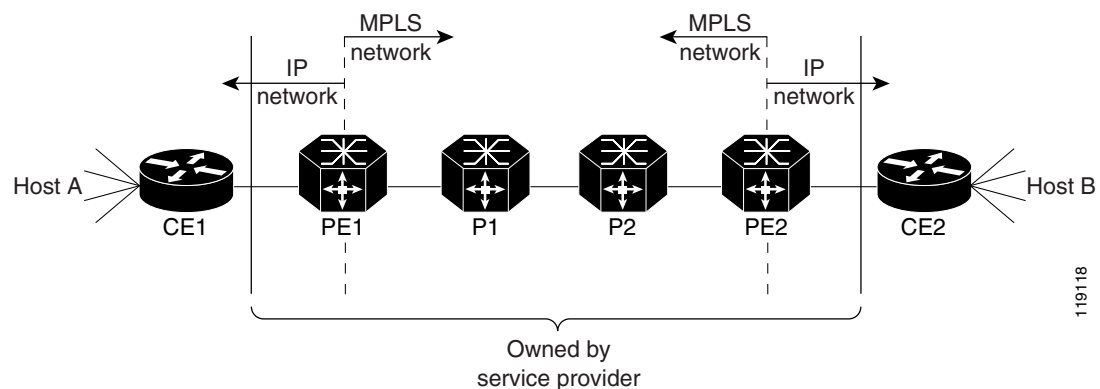 MPLS
network
MPLS
network
IP
network
IP
network
Host A
Host B
CE1
PE1
P1
P2
PE2
CE2
119118
Owned by
service provider